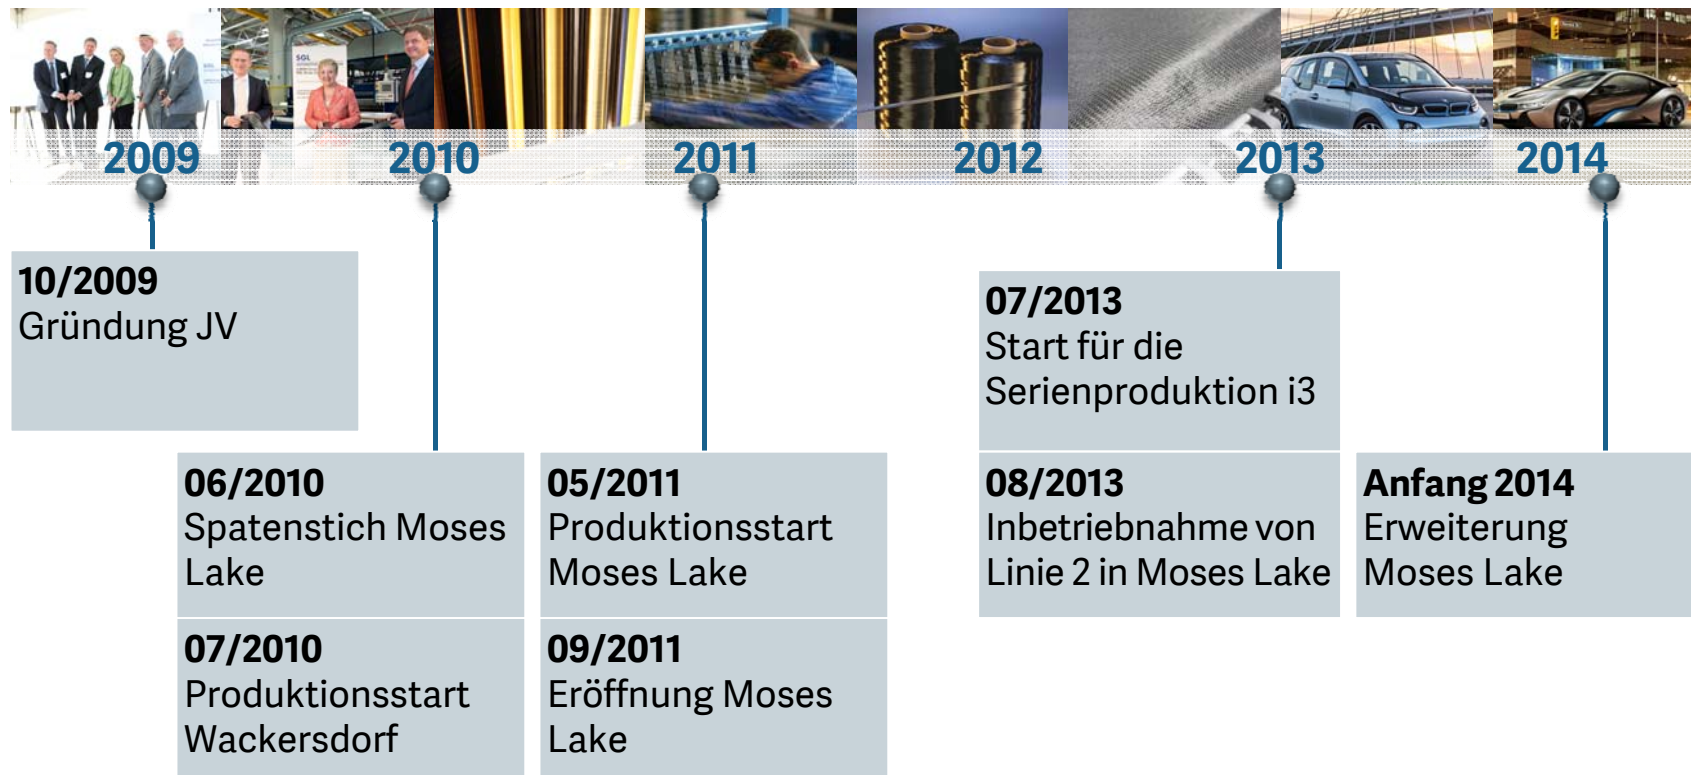 SGL
2009
2010
2011
2012
2013
2014
10/2009
Gründung JV
06/2010
Spatenstich Moses
Lake
07/2010
Produktionsstart
Wackersdorf
05/2011
Produktionsstart
Moses Lake
09/2011
Eröffnung Moses
Lake
07/2013
Start für die
Serienproduktion i3
08/2013
Inbetriebnahme von
Linie 2 in Moses Lake
Anfang 2014
Erweiterung
Moses Lake